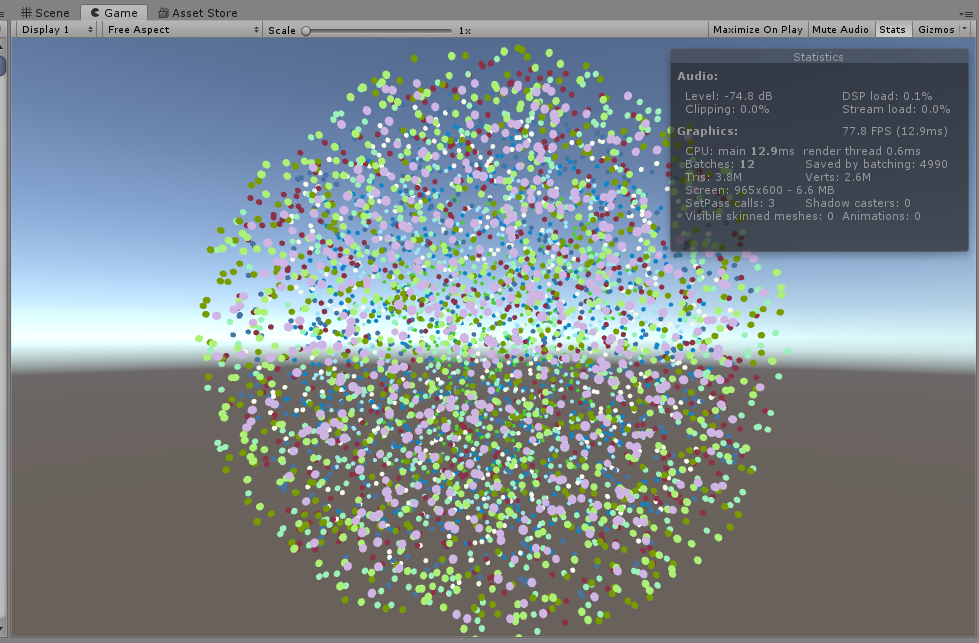 Scene Game Asset Store
Display 1 Free Aspect Scale 1x Maximize On Play Mute Audio Stats Gizmos
Statistics
Audio:
Level: -74.8 dB DSP load: 0.1%
Clipping: 0.0% Stream load: 0.0%
Graphics: 77.8 FPS (12.9ms)
CPU: main 12.9ms render thread 0.6ms
Batches: 12 Saved by batching: 4990
Tris: 3.8M Verts: 2.6M
Screen: 965x600 - 6.6 MB
SetPass calls: 3 Shadow casters: 0
Visible skinned meshes: 0 Animations: 0